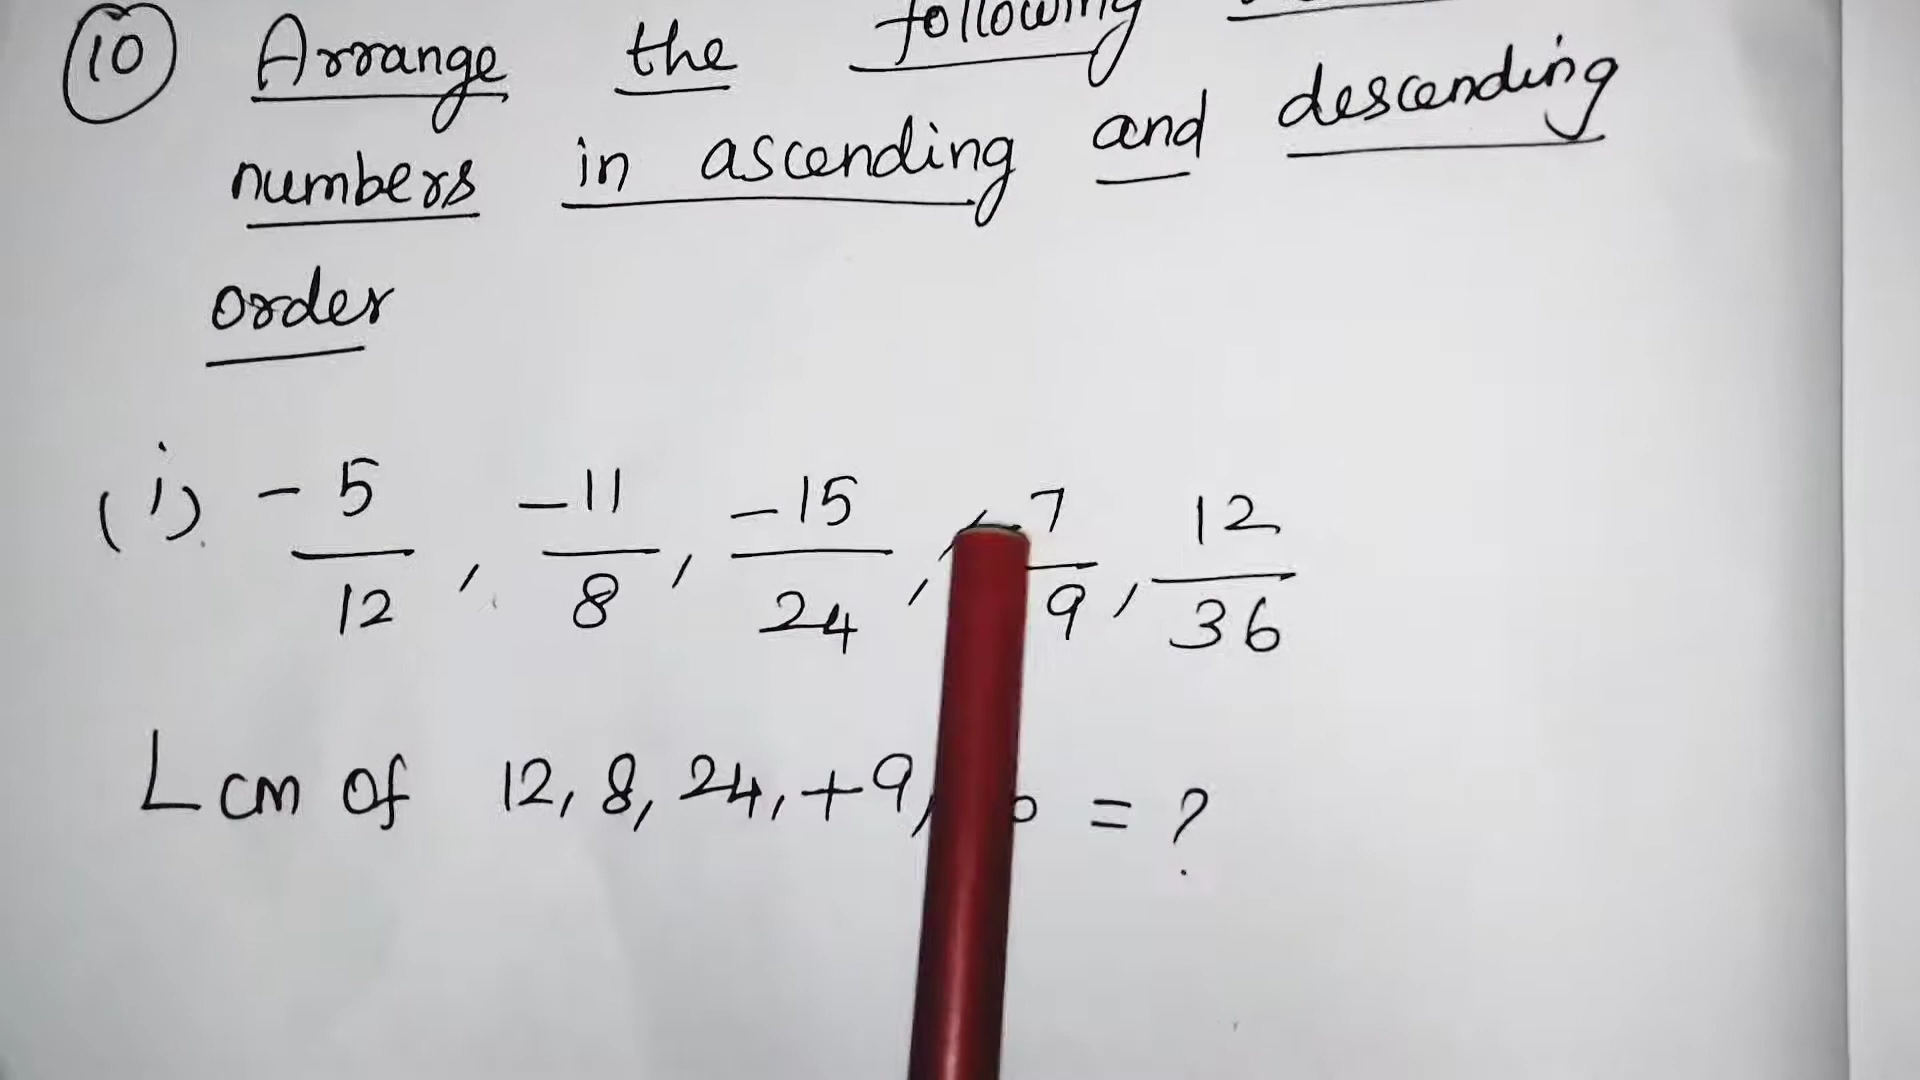 10 Arrange the following
numbers in ascending and descending
order
(i) -5/12, -11/8, -15/24, 7/9, 12/36
Lcm of 12, 8, 24, +9, = ?